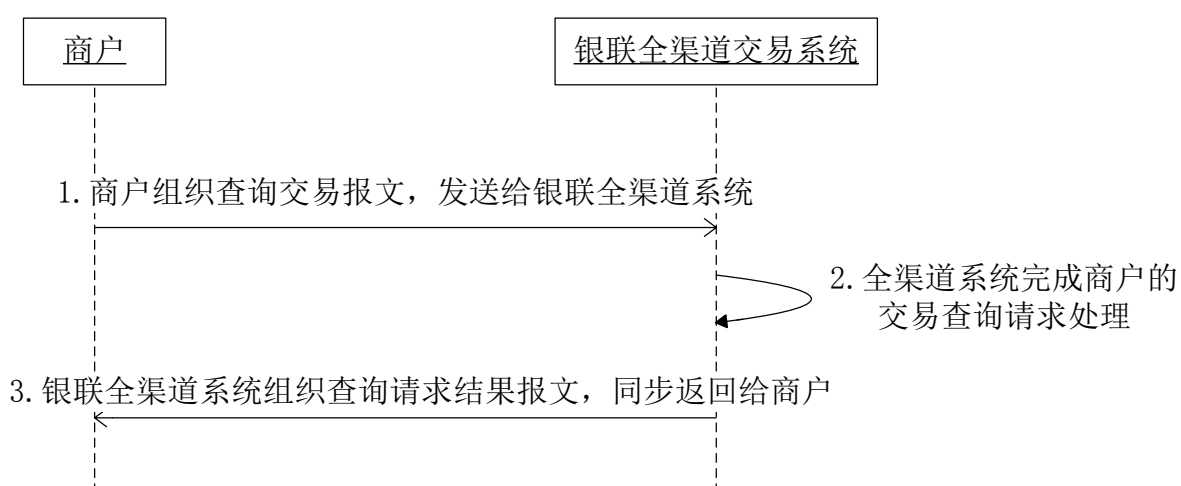 商户
银联全渠道交易系统
1.商户组织查询交易报文，发送给银联全渠道系统
2.全渠道系统完成商户的
交易查询请求处理
3.银联全渠道系统组织查询请求结果报文，同步返回给商户